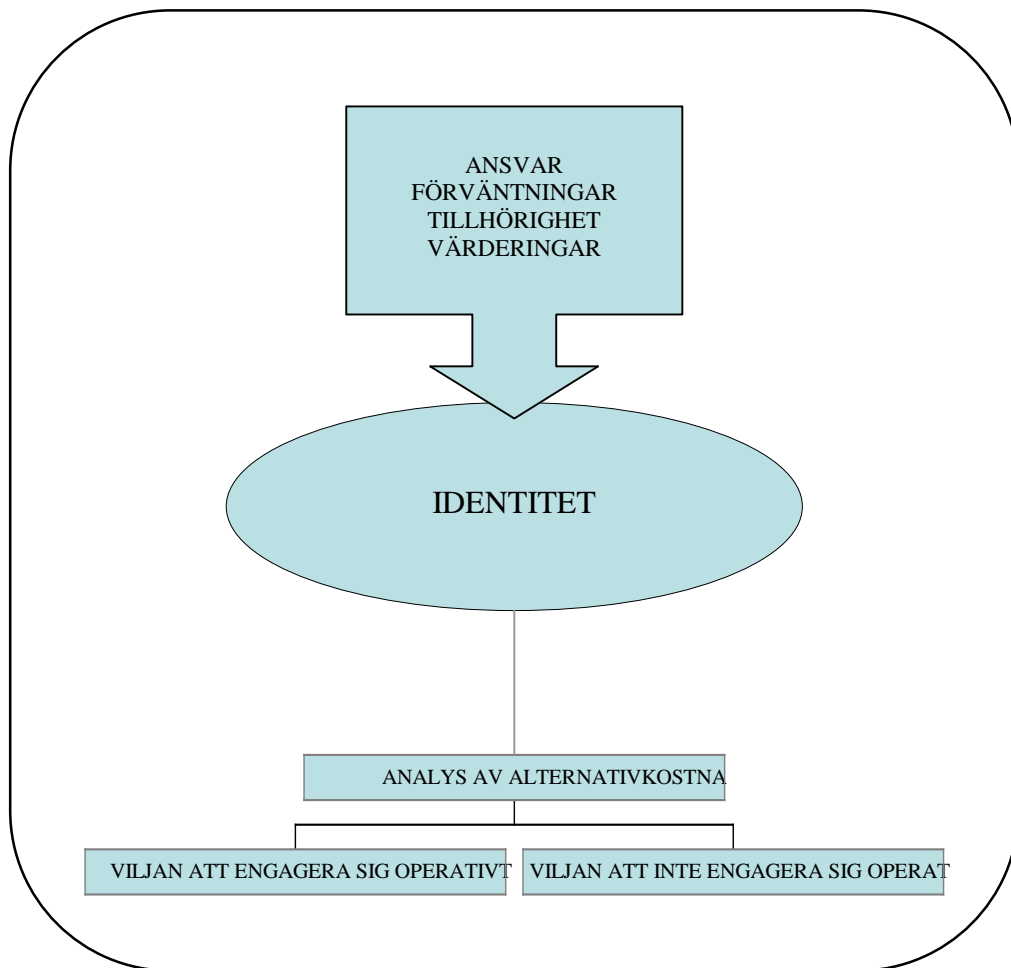 ANSVAR
FÖRVÄNTNINGAR
TILLHÖRIGHET
VÄRDERINGAR
IDENTITET
ANALYS AV ALTERNATIVKOSTNA
VILJAN ATT ENGAGERA SIG OPERATIVT
VILJAN ATT INTE ENGAGERA SIG OPERAT